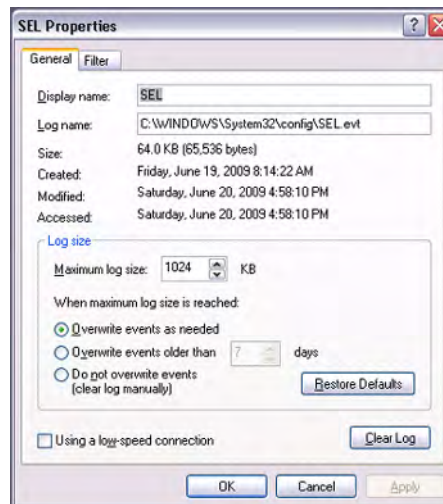 SEL Properties
General Filter
Display name: SEL
Log name: C:\WINDOWS\System32\config\SEL.evt
Size: 64.0 KB (65,536 bytes)
Created: Friday, June 19, 2009 8:14:22 AM
Modified: Saturday, June 20, 2009 4:58:10 PM
Accessed: Saturday, June 20, 2009 4:58:10 PM
Log size
Maximum log size: 1024 KB
When maximum log size is reached:
Overwrite events as needed
Overwrite events older than 7 days
Do not overwrite events
(clear log manually)
Restore Defaults
Using a low-speed connection
Clear Log
OK Cancel Apply